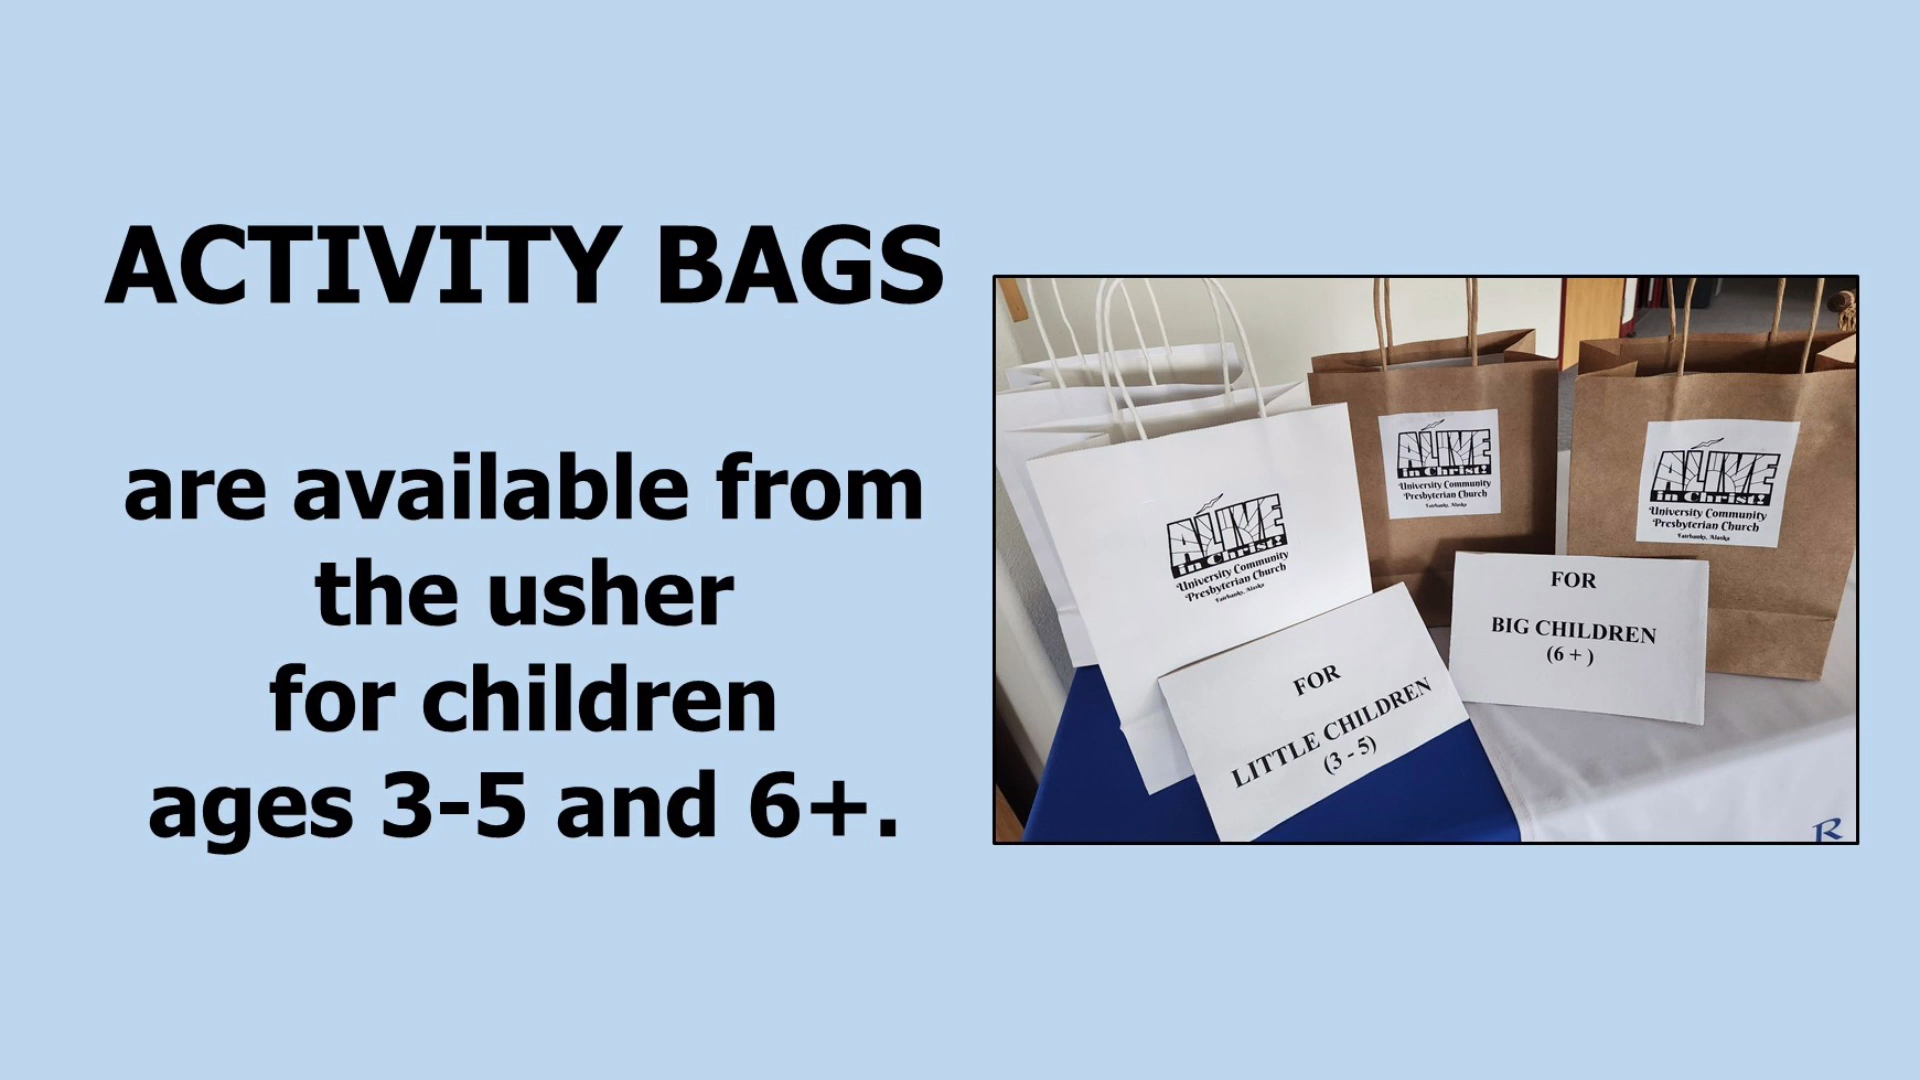 ACTIVITY BAGS
are available from
the usher
for children
ages 3-5 and 6+.
ALIVE
in Christ!
University Community
Presbyterian Church
Fairbanks, Alaska
ALIVE
in Christ!
University Community
Presbyterian Church
Fairbanks, Alaska
ALIVE
in Christ!
University Community
Presbyterian Church
Fairbanks, Alaska
FOR
LITTLE CHILDREN
(3 - 5)
FOR
BIG CHILDREN
(6 + )
R